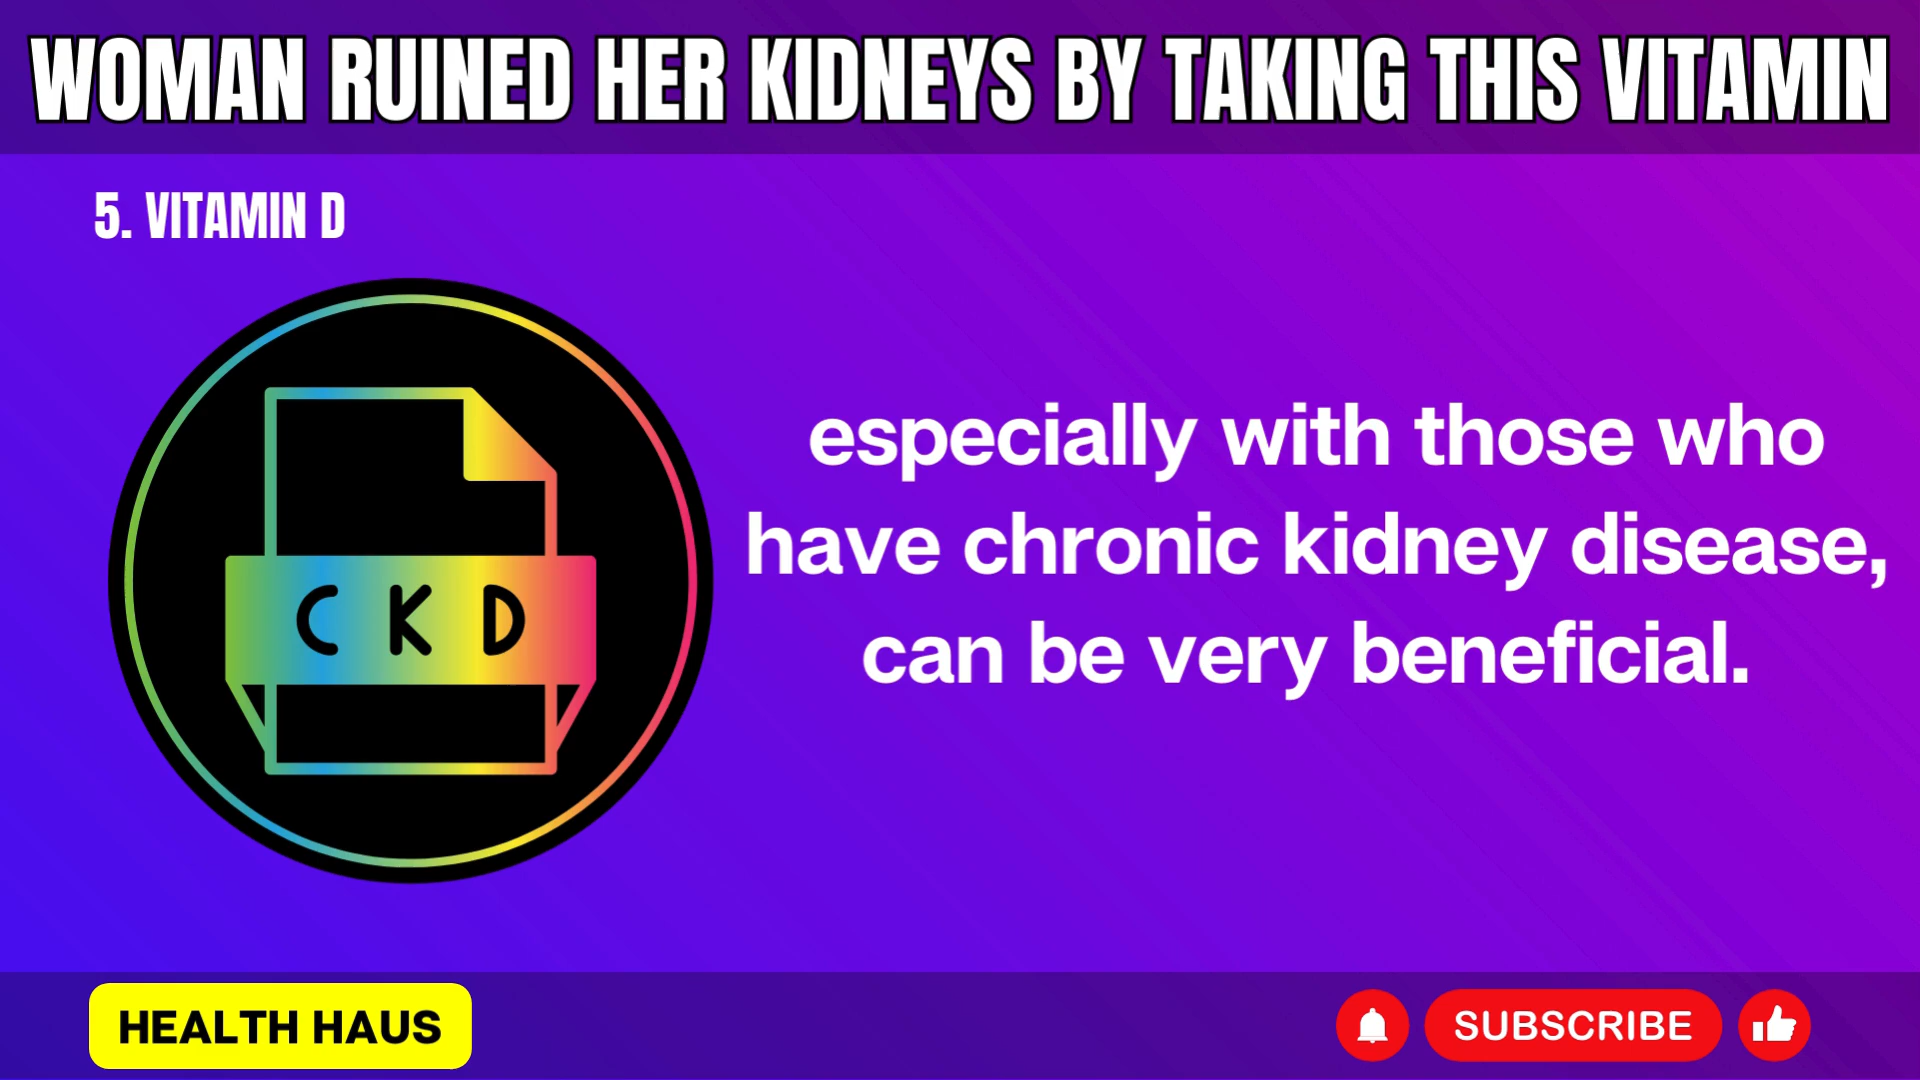 WOMAN RUINED HER KIDNEYS BY TAKING THIS VITAMIN
5. VITAMIN D
CKD
especially with those who
have chronic kidney disease,
can be very beneficial.
HEALTH HAUS
SUBSCRIBE